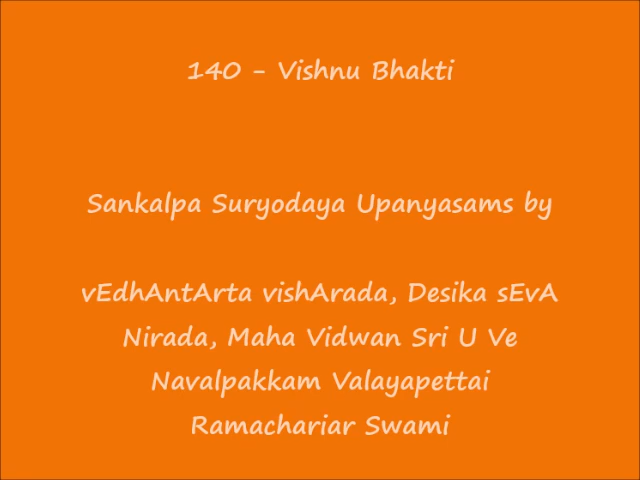 140 - Vishnu Bhakti
Sankalpa Suryodaya Upanyasams by
vEdhAntArta vishArada, Desika sEvA
Nirada, Maha Vidwan Sri U Ve
Navalpakkam Valayapettai
Ramachariar Swami